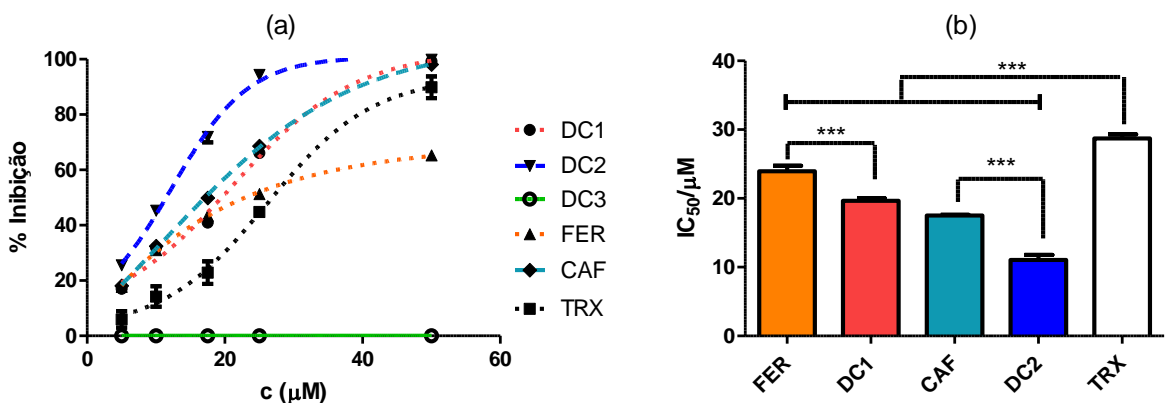 (a)
% Inibição
100
80
60
40
20
0
0 20 40 60
c (μM)
DC1
DC2
DC3
FER
CAF
TRX
(b)
IC50/μM
40
30
20
10
0
***
***
***
FER DC1 CAF DC2 TRX